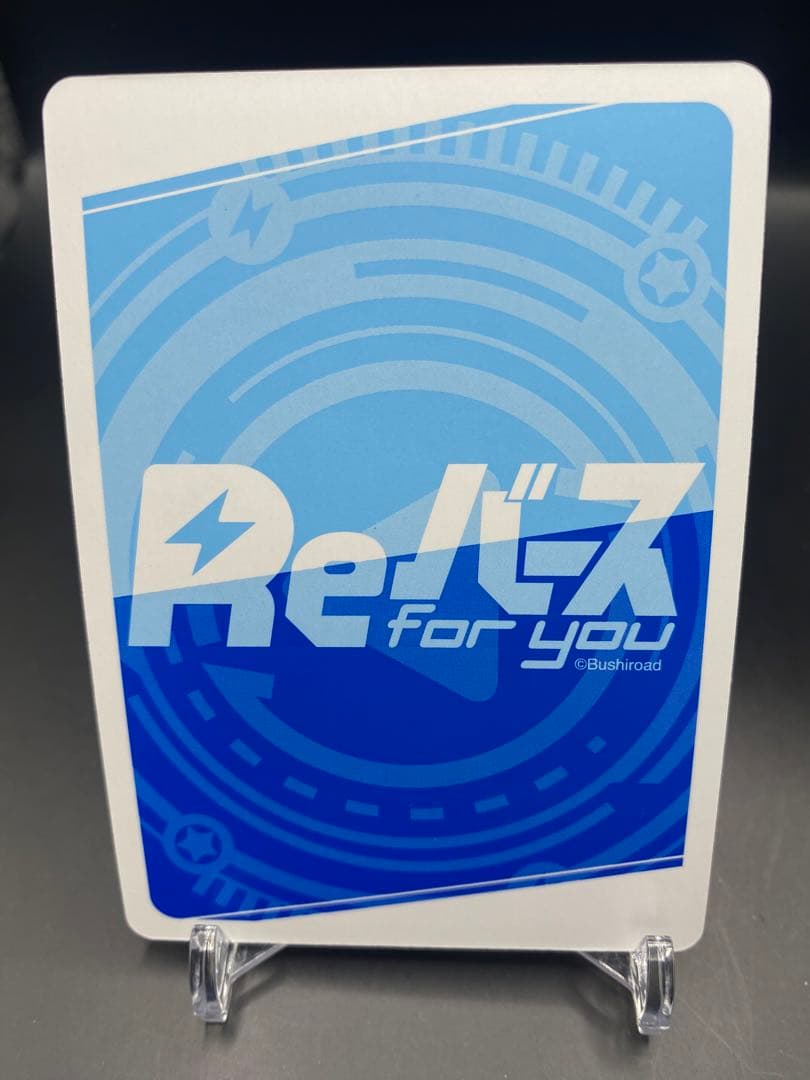 Reバース
for you
©Bushiroad